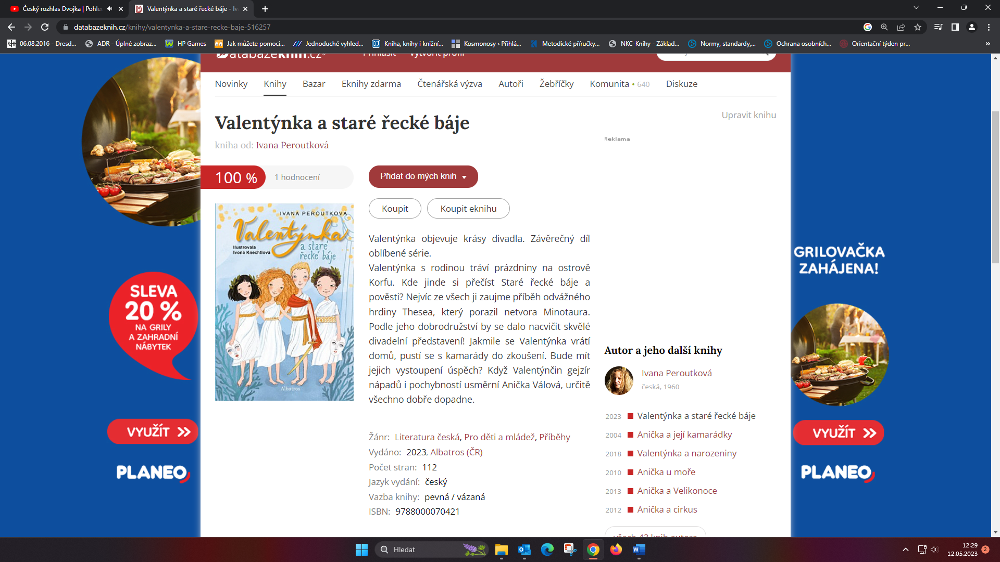 Český rozhlas Dvojka | Pohle
Valentýnka a staré řecké báje - Iv
databazeknih.cz/knihy/valentynka-a-stare-recke-baje-516257
06.08.2016 - Dresd...
ADR - Úplné zobraz...
HP Games
Jak můžete pomoci...
Jednoduché vyhled...
Kniha, knihy i knižní...
Kosmonosy › Přihlá...
Metodické příručky...
NKC-Knihy - Základ...
Normy, standardy,...
Ochrana osobních...
Orientační týden pr...
»
Databazeknih.cz
Přihlásit
Vytvořit profil
Novinky
Knihy
Bazar
Eknihy zdarma
Čtenářská výzva
Autoři
Žebříčky
Komunita • 640
Diskuze
Valentýnka a staré řecké báje
Upravit knihu
kniha od: Ivana Peroutková
Reklama
100 %
1 hodnocení
Přidat do mých knih
Koupit
Koupit eknihu
IVANA PEROUTKOVÁ
Valentýnka
a staré
řecké báje
Ilustrovala
Ivona Knechtlová
Albatros
Valentýnka objevuje krásy divadla. Závěrečný díl
oblíbené série.
Valentýnka s rodinou tráví prázdniny na ostrově
Korfu. Kde jinde si přečíst Staré řecké báje a
pověsti? Nejvíc ze všech ji zaujme příběh odvážného
hrdiny Thesea, který porazil netvora Minotaura.
Podle jeho dobrodružství by se dalo nacvičit skvělé
divadelní představení! Jakmile se Valentýnka vrátí
domů, pustí se s kamarády do zkoušení. Bude mít
jejich vystoupení úspěch? Když Valentýnčin gejzír
nápadů i pochybností usměrní Anička Válová, určitě
všechno dobře dopadne.
Žánr: Literatura česká, Pro děti a mládež, Příběhy
Vydáno: 2023, Albatros (ČR)
Počet stran: 112
Jazyk vydání: český
Vazba knihy: pevná / vázaná
ISBN: 9788000070421
Autor a jeho další knihy
Ivana Peroutková
česká, 1960
2023 Valentýnka a staré řecké báje
2004 Anička a její kamarádky
2018 Valentýnka a narozeniny
2010 Anička u moře
2013 Anička a Velikonoce
2012 Anička a cirkus
všech 43 knih autora
SLEVA
20 %
NA GRILY
A ZAHRADNÍ
NÁBYTEK
VYUŽÍT
PLANEO
GRILOVAČKA
ZAHÁJENA!
VYUŽÍT
PLANEO
Hledat
12:29
12.05.2023
2